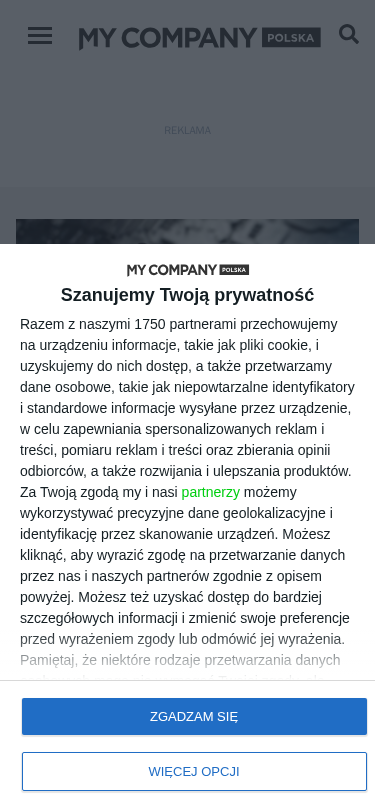 MY COMPANY POLSKA
REKLAMA
MY COMPANY POLSKA
Szanujemy Twoją prywatność
Razem z naszymi 1750 partnerami przechowujemy
na urządzeniu informacje, takie jak pliki cookie, i
uzyskujemy do nich dostęp, a także przetwarzamy
dane osobowe, takie jak niepowtarzalne identyfikatory
i standardowe informacje wysyłane przez urządzenie,
w celu zapewniania spersonalizowanych reklam i
treści, pomiaru reklam i treści oraz zbierania opinii
odbiorców, a także rozwijania i ulepszania produktów.
Za Twoją zgodą my i nasi partnerzy możemy
wykorzystywać precyzyjne dane geolokalizacyjne i
identyfikację przez skanowanie urządzeń. Możesz
kliknąć, aby wyrazić zgodę na przetwarzanie danych
przez nas i naszych partnerów zgodnie z opisem
powyżej. Możesz też uzyskać dostęp do bardziej
szczegółowych informacji i zmienić swoje preferencje
przed wyrażeniem zgody lub odmówić jej wyrażenia.
Pamiętaj, że niektóre rodzaje przetwarzania danych
ZGADZAM SIĘ
WIĘCEJ OPCJI